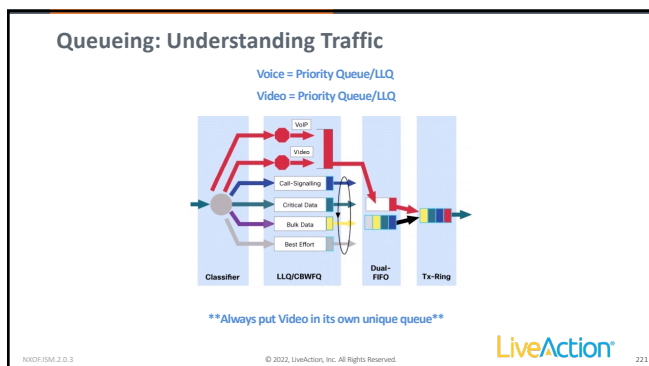 Queueing: Understanding Traffic
Voice = Priority Queue/LLQ
Video = Priority Queue/LLQ
VoIP
Video
Call-Signalling
Critical Data
Bulk Data
Best Effort
Classifier
LLQ/CBWFQ
Dual-
FIFO
Tx-Ring
**Always put Video in its own unique queue**
NXOF.ISM.2.0.3
© 2022, LiveAction, Inc. All Rights Reserved.
LiveAction®
221